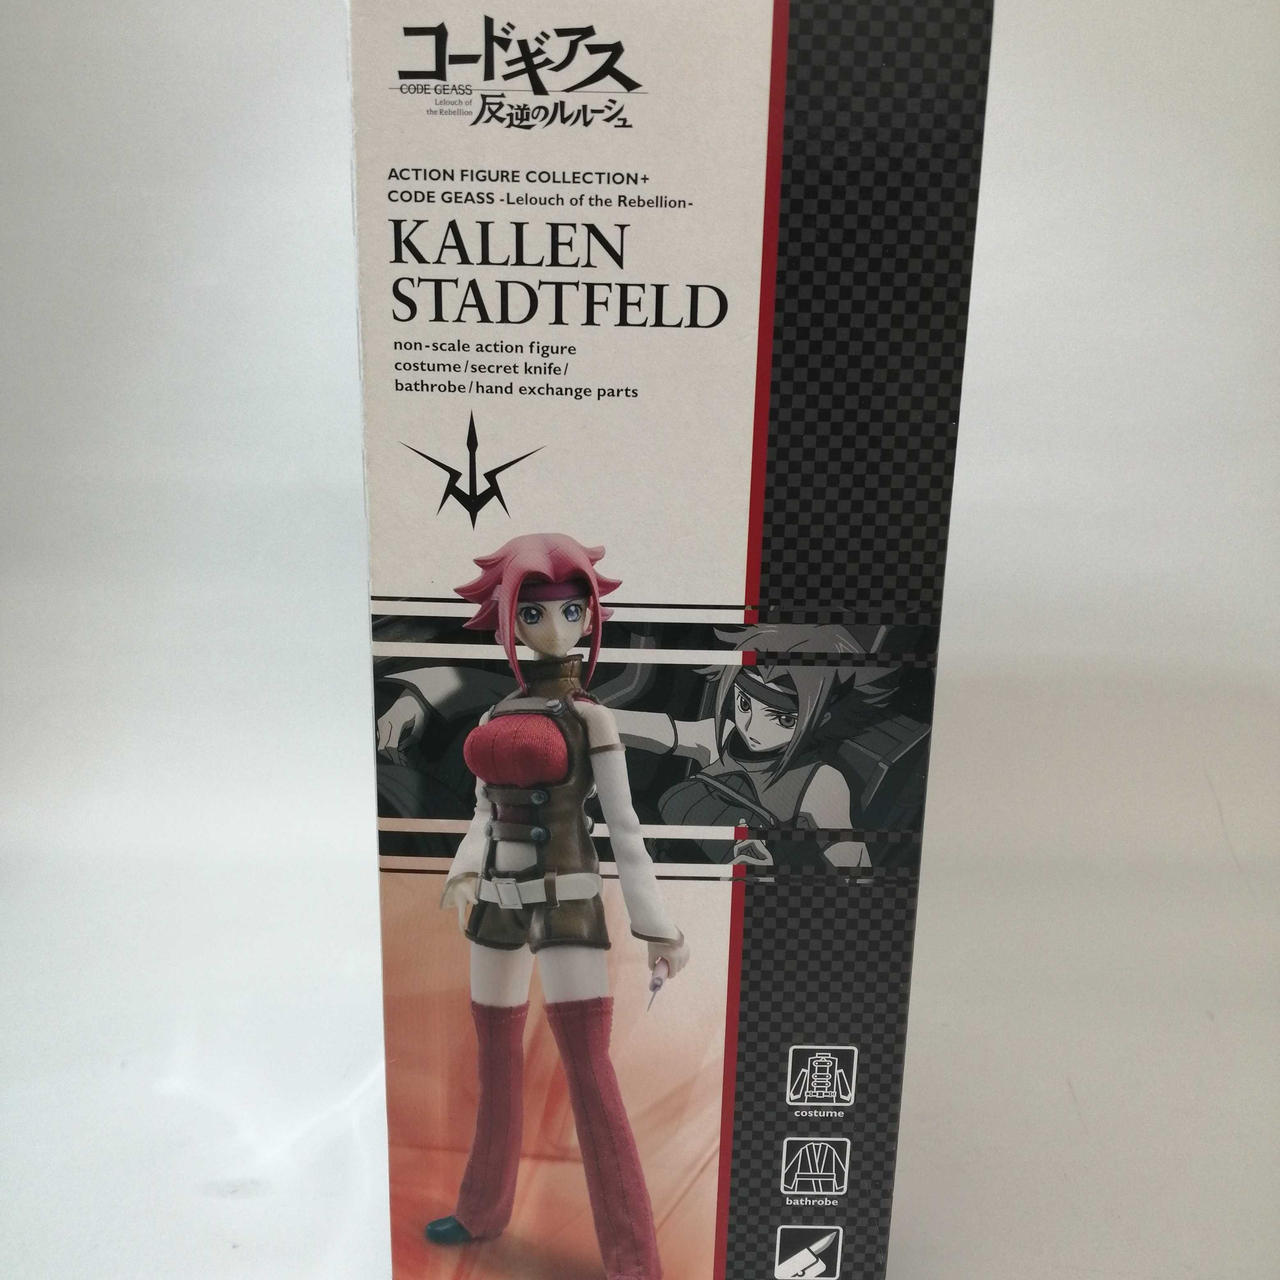 コードギアス
CODE GEASS
Lelouch of
the Rebellion
反逆のルルーシュ
ACTION FIGURE COLLECTION+
CODE GEASS -Lelouch of the Rebellion-
KALLEN
STADTFELD
non-scale action figure
costume/secret knife/
bathrobe/hand exchange parts
costume
bathrobe